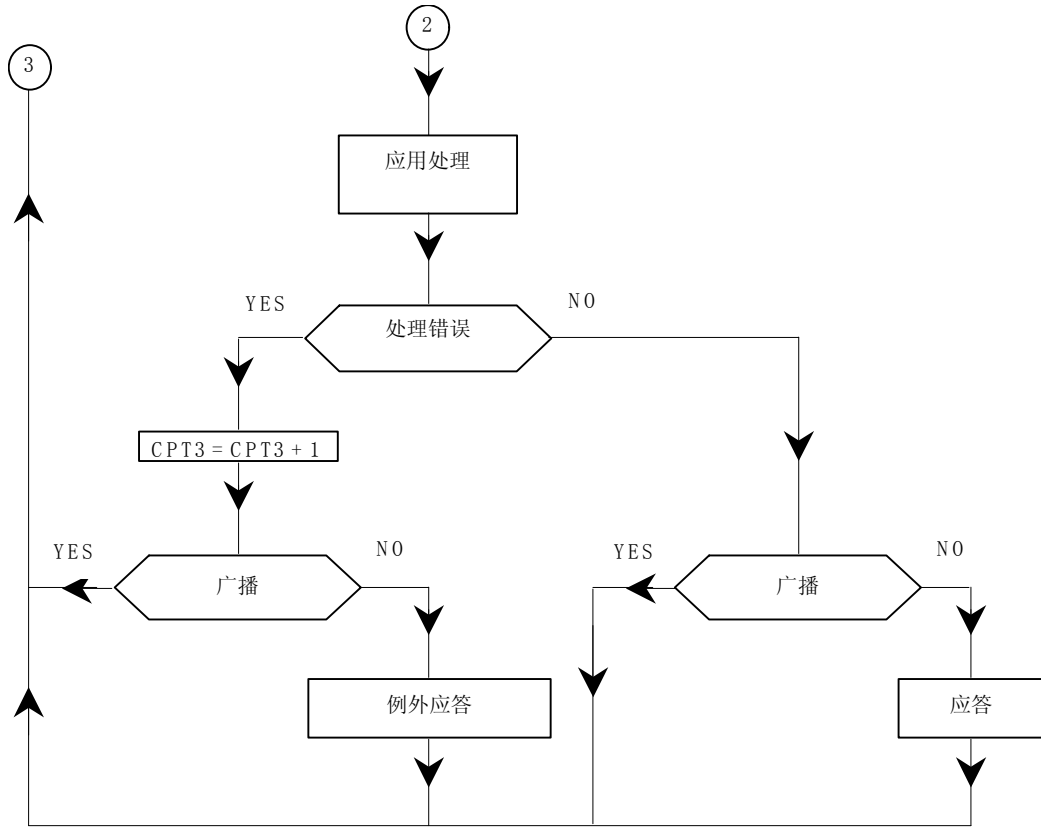 2
3
应用处理
YES
NO
处理错误
CPT3=CPT3+1
YES
NO
YES
NO
广播
广播
例外应答
应答